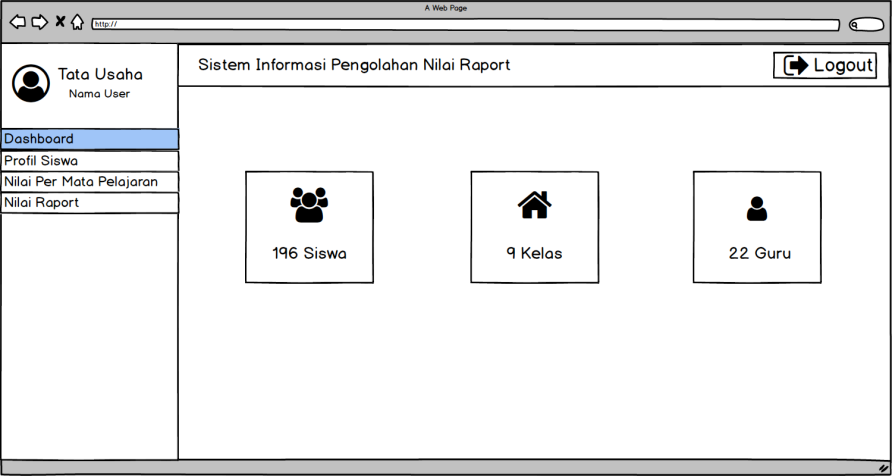 A Web Page
http://
Tata Usaha
Nama User
Sistem Informasi Pengolahan Nilai Raport
Logout
Dashboard
Profil Siswa
Nilai Per Mata Pelajaran
Nilai Raport
196 Siswa
9 Kelas
22 Guru